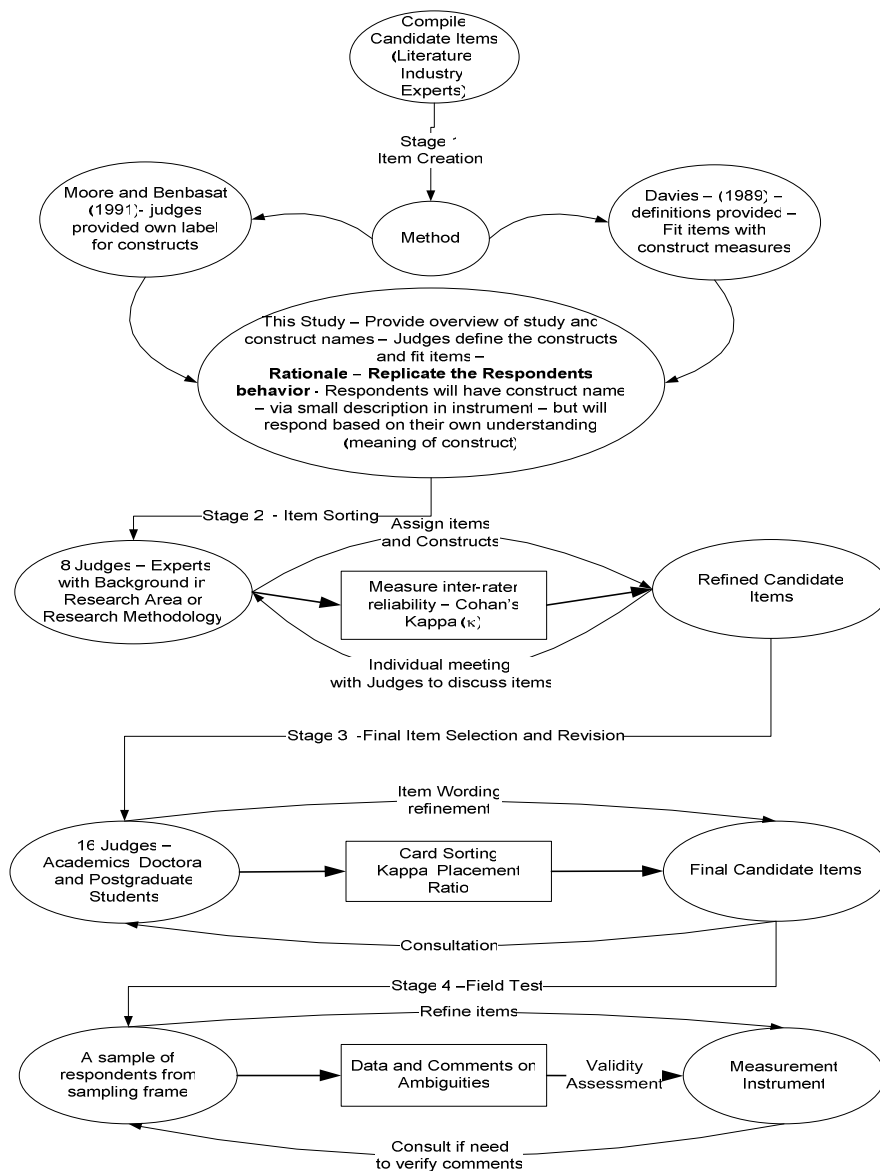 Compile
Candidate Items
(Literature
Industry
Experts)
Stage
Item Creation
Moore and Benbasat
(1991)- judges
provided own label
for constructs
Method
Davies – (1989) –
definitions provided –
Fit items with
construct measures
This Study – Provide overview of study and
construct names – Judges define the constructs
and fit items –
Rationale – Replicate the Respondents
behavior - Respondents will have construct name
– via small description in instrument – but will
respond based on their own understanding
(meaning of construct)
Stage 2 - Item Sorting
Assign items
and Constructs
8 Judges – Experts
with Background in
Research Area or
Research Methodology
Measure inter-rater
reliability – Cohan's
Kappa (κ)
Refined Candidate
Items
Individual meeting
with Judges to discuss items
Stage 3 -Final Item Selection and Revision
Item Wording
refinement
16 Judges –
Academics Doctora
and Postgraduate
Students
Card Sorting
Kappa Placement
Ratio
Final Candidate Items
Consultation
Stage 4 –Field Test
Refine items
A sample of
respondents from
sampling frame
Data and Comments on
Ambiguities
Validity
Assessment
Measurement
Instrument
Consult if need
to verify comments